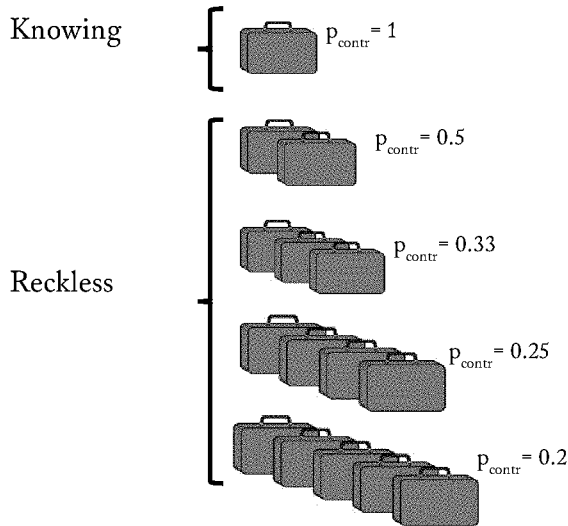 Knowing
p_contr = 1
p_contr = 0.5
p_contr = 0.33
Reckless
p_contr = 0.25
p_contr = 0.2